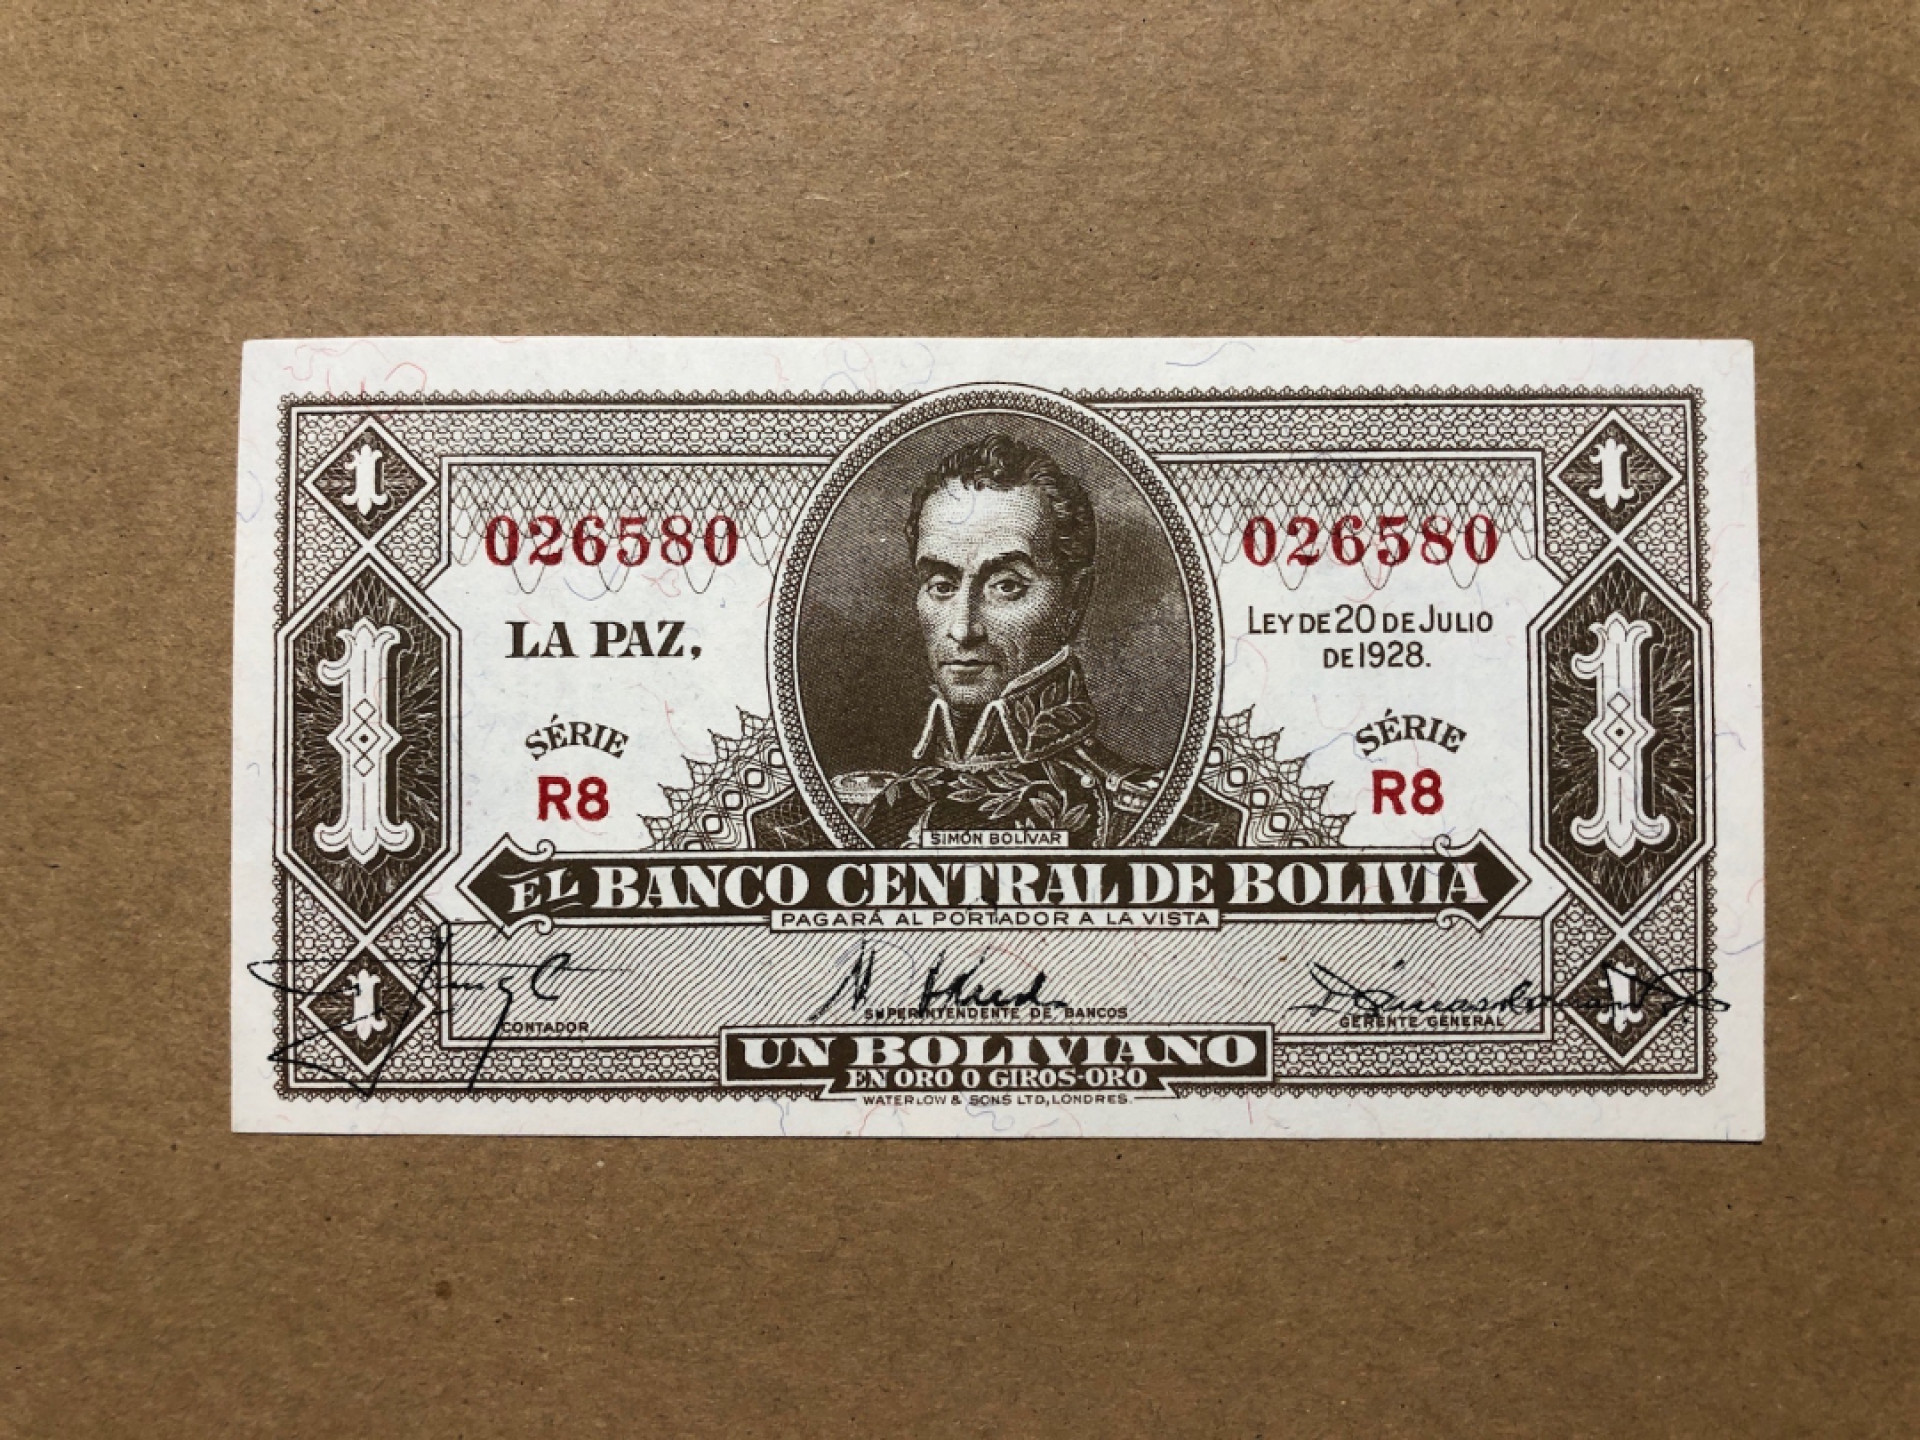 1
1
026580
026580
LA PAZ,
LEY DE 20 DE JULIO
DE 1928.
1
1
SÉRIE
SÉRIE
R8
R8
SIMÓN BOLÍVAR
EL BANCO CENTRAL DE BOLIVIA
PAGARÁ AL PORTADOR A LA VISTA
1
1
CONTADOR
SUPERINTENDENTE DE BANCOS
GERENTE GENERAL
UN BOLIVIANO
EN ORO O GIROS-ORO
WATERLOW & SONS LTD, LONDRES.